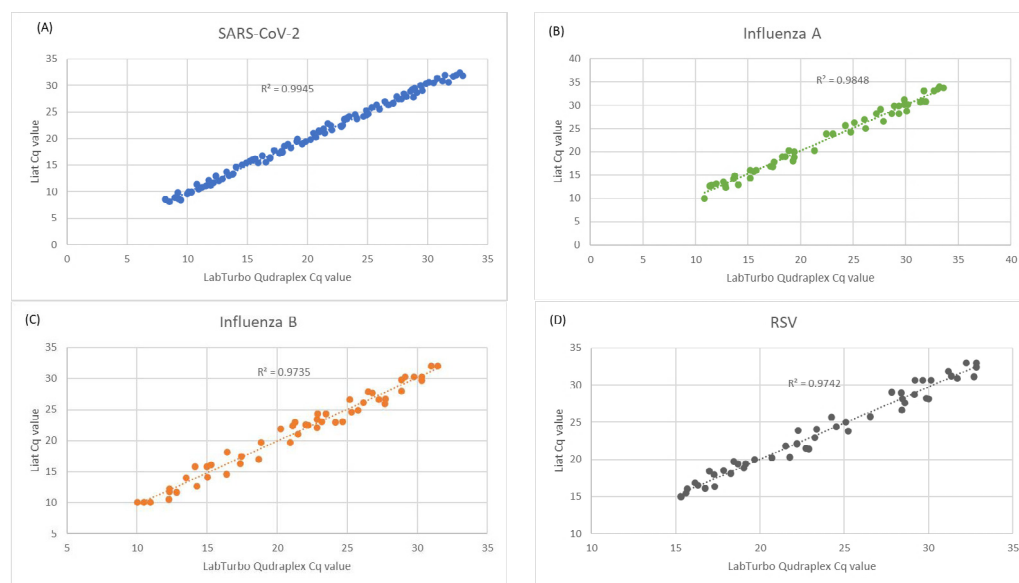 (A)
SARS-CoV-2
35
30
25
20
15
10
5
0
Liat Cq value
R² = 0.9945
0 5 10 15 20 25 30 35
LabTurbo Qudraplex Cq value
(B)
Influenza A
40
35
30
25
20
15
10
5
0
Liat Cq value
R² = 0.9848
0 5 10 15 20 25 30 35 40
LabTurbo Qudraplex Cq value
(C)
Influenza B
35
30
25
20
15
10
5
Liat Cq value
R² = 0.9735
5 10 15 20 25 30 35
LabTurbo Qudraplex Cq value
(D)
RSV
35
30
25
20
15
10
Liat Cq value
R² = 0.9742
10 15 20 25 30 35
LabTurbo Qudraplex Cq value